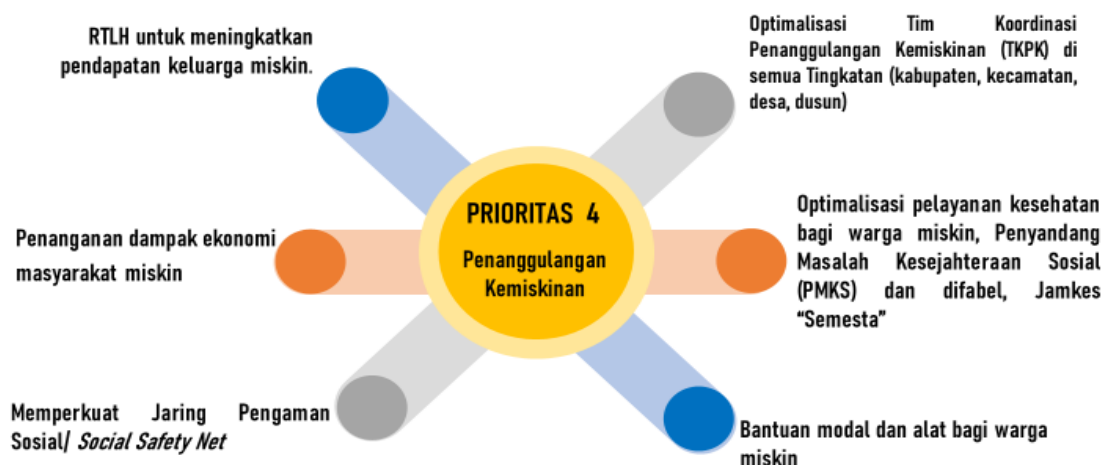 RTLH untuk meningkatkan
pendapatan keluarga miskin.
Optimalisasi Tim Koordinasi
Penanggulangan Kemiskinan (TKPK) di
semua Tingkatan (kabupaten, kecamatan,
desa, dusun)
PRIORITAS 4
Penanggulangan
Kemiskinan
Penanganan dampak ekonomi
masyarakat miskin
Optimalisasi pelayanan kesehatan
bagi warga miskin, Penyandang
Masalah Kesejahteraan Sosial
(PMKS) dan difabel, Jamkes
“Semesta”
Memperkuat Jaring Pengaman
Sosial/ Social Safety Net
Bantuan modal dan alat bagi warga
miskin